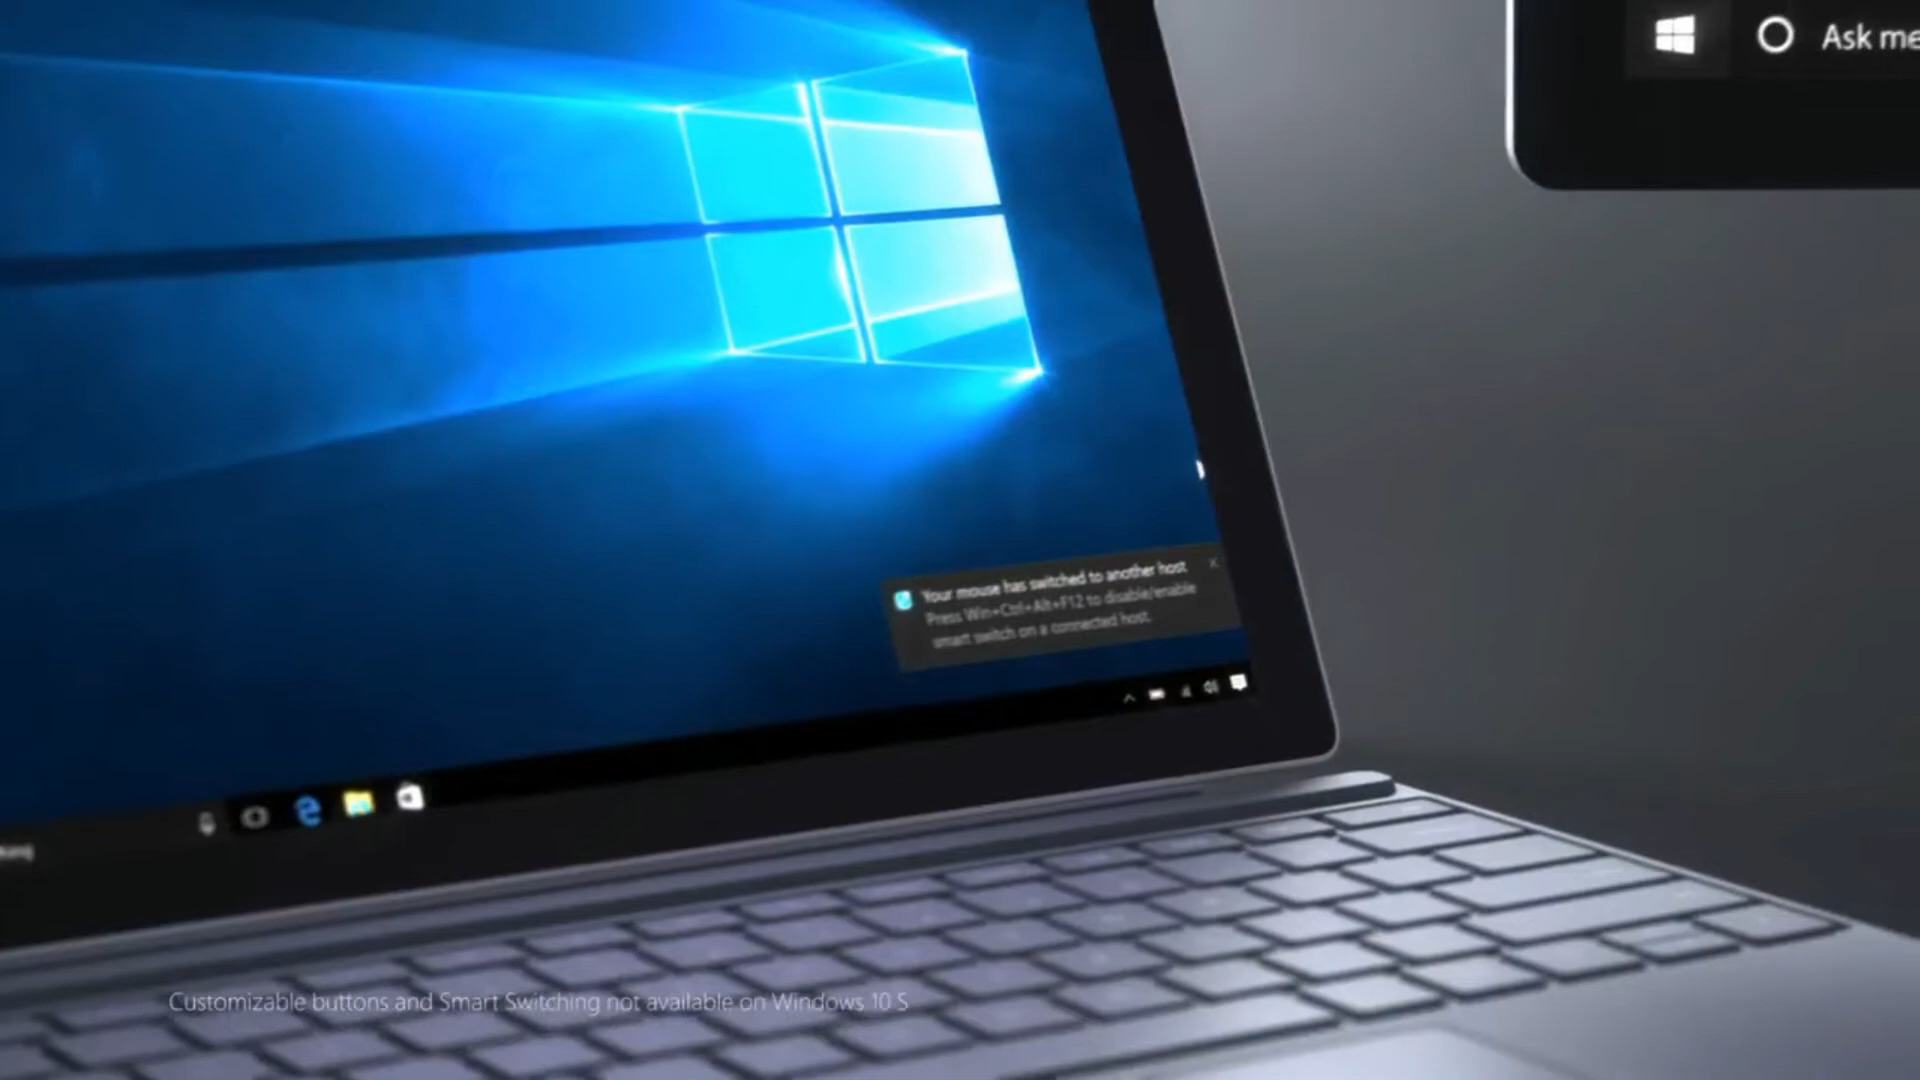 Ask me
Your mouse has switched to another host
Press Win+Ctrl+Alt+F12 to disable/enable
smart switch on a connected host.
Customizable buttons and Smart Switching not available on Windows 10 S